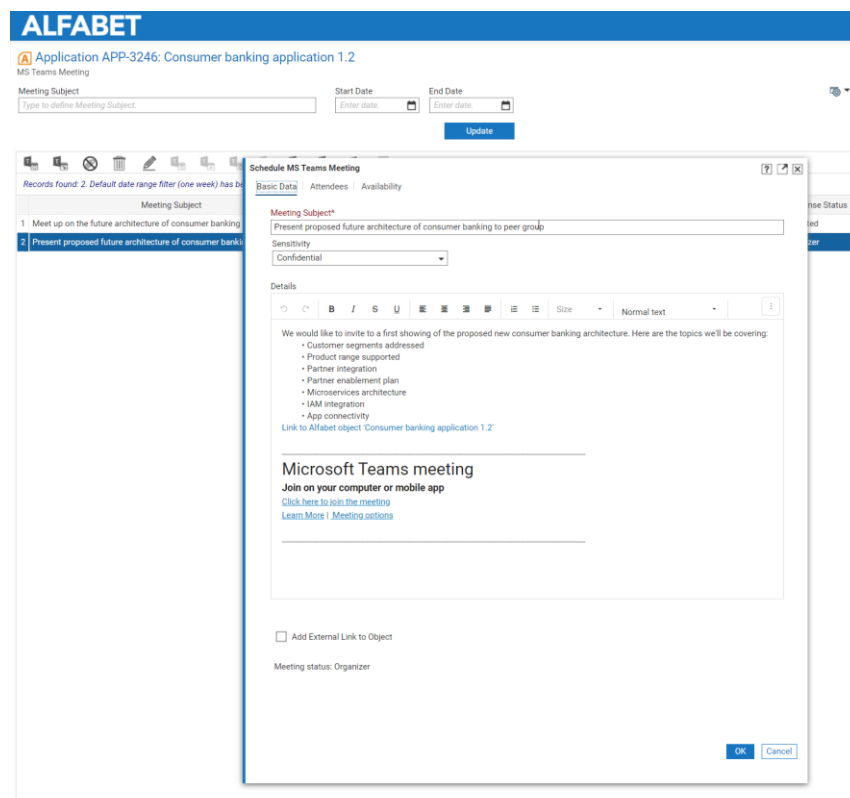 ALFABET
A Application APP-3246: Consumer banking application 1.2
MS Teams Meeting
Meeting Subject Start Date End Date
Type to define Meeting Subject. Enter date. Enter date.
Update
Records found: 2. Default date range filter (one week) has be
Meeting Subject
nse Status
1 Meet up on the future architecture of consumer banking
ted
2 Present proposed future architecture of consumer banki
zer
Schedule MS Teams Meeting
?
Basic Data Attendees Availability
Meeting Subject*
Present proposed future architecture of consumer banking to peer group
Sensitivity
Confidential
Details
B I S U Size Normal text
We would like to invite to a first showing of the proposed new consumer banking architecture. Here are the topics we'll be covering:
• Customer segments addressed
• Product range supported
• Partner integration
• Partner enablement plan
• Microservices architecture
• IAM integration
• App connectivity
Link to Alfabet object 'Consumer banking application 1.2'
Microsoft Teams meeting
Join on your computer or mobile app
Click here to join the meeting
Learn More | Meeting options
Add External Link to Object
Meeting status: Organizer
OK Cancel